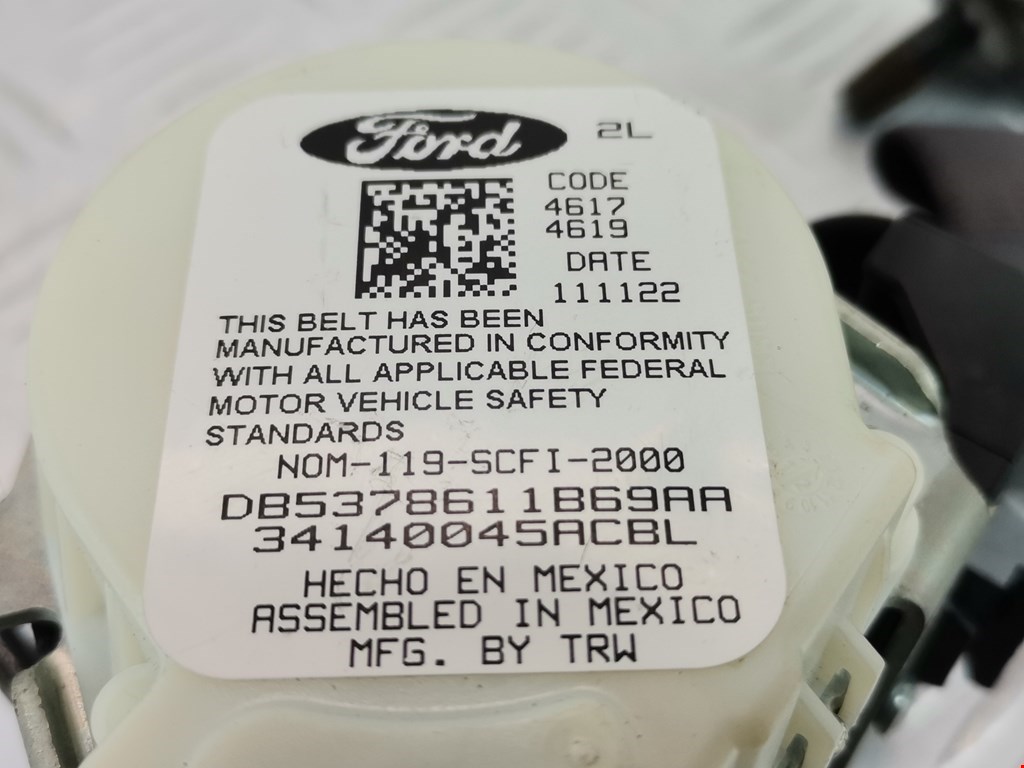 Ford 2L
CODE
4617
4619
DATE
111122
THIS BELT HAS BEEN
MANUFACTURED IN CONFORMITY
WITH ALL APPLICABLE FEDERAL
MOTOR VEHICLE SAFETY
STANDARDS
NOM-119-SCFI-2000
DB5378611B69AA
34140045ACBL
HECHO EN MEXICO
ASSEMBLED IN MEXICO
MFG. BY TRW